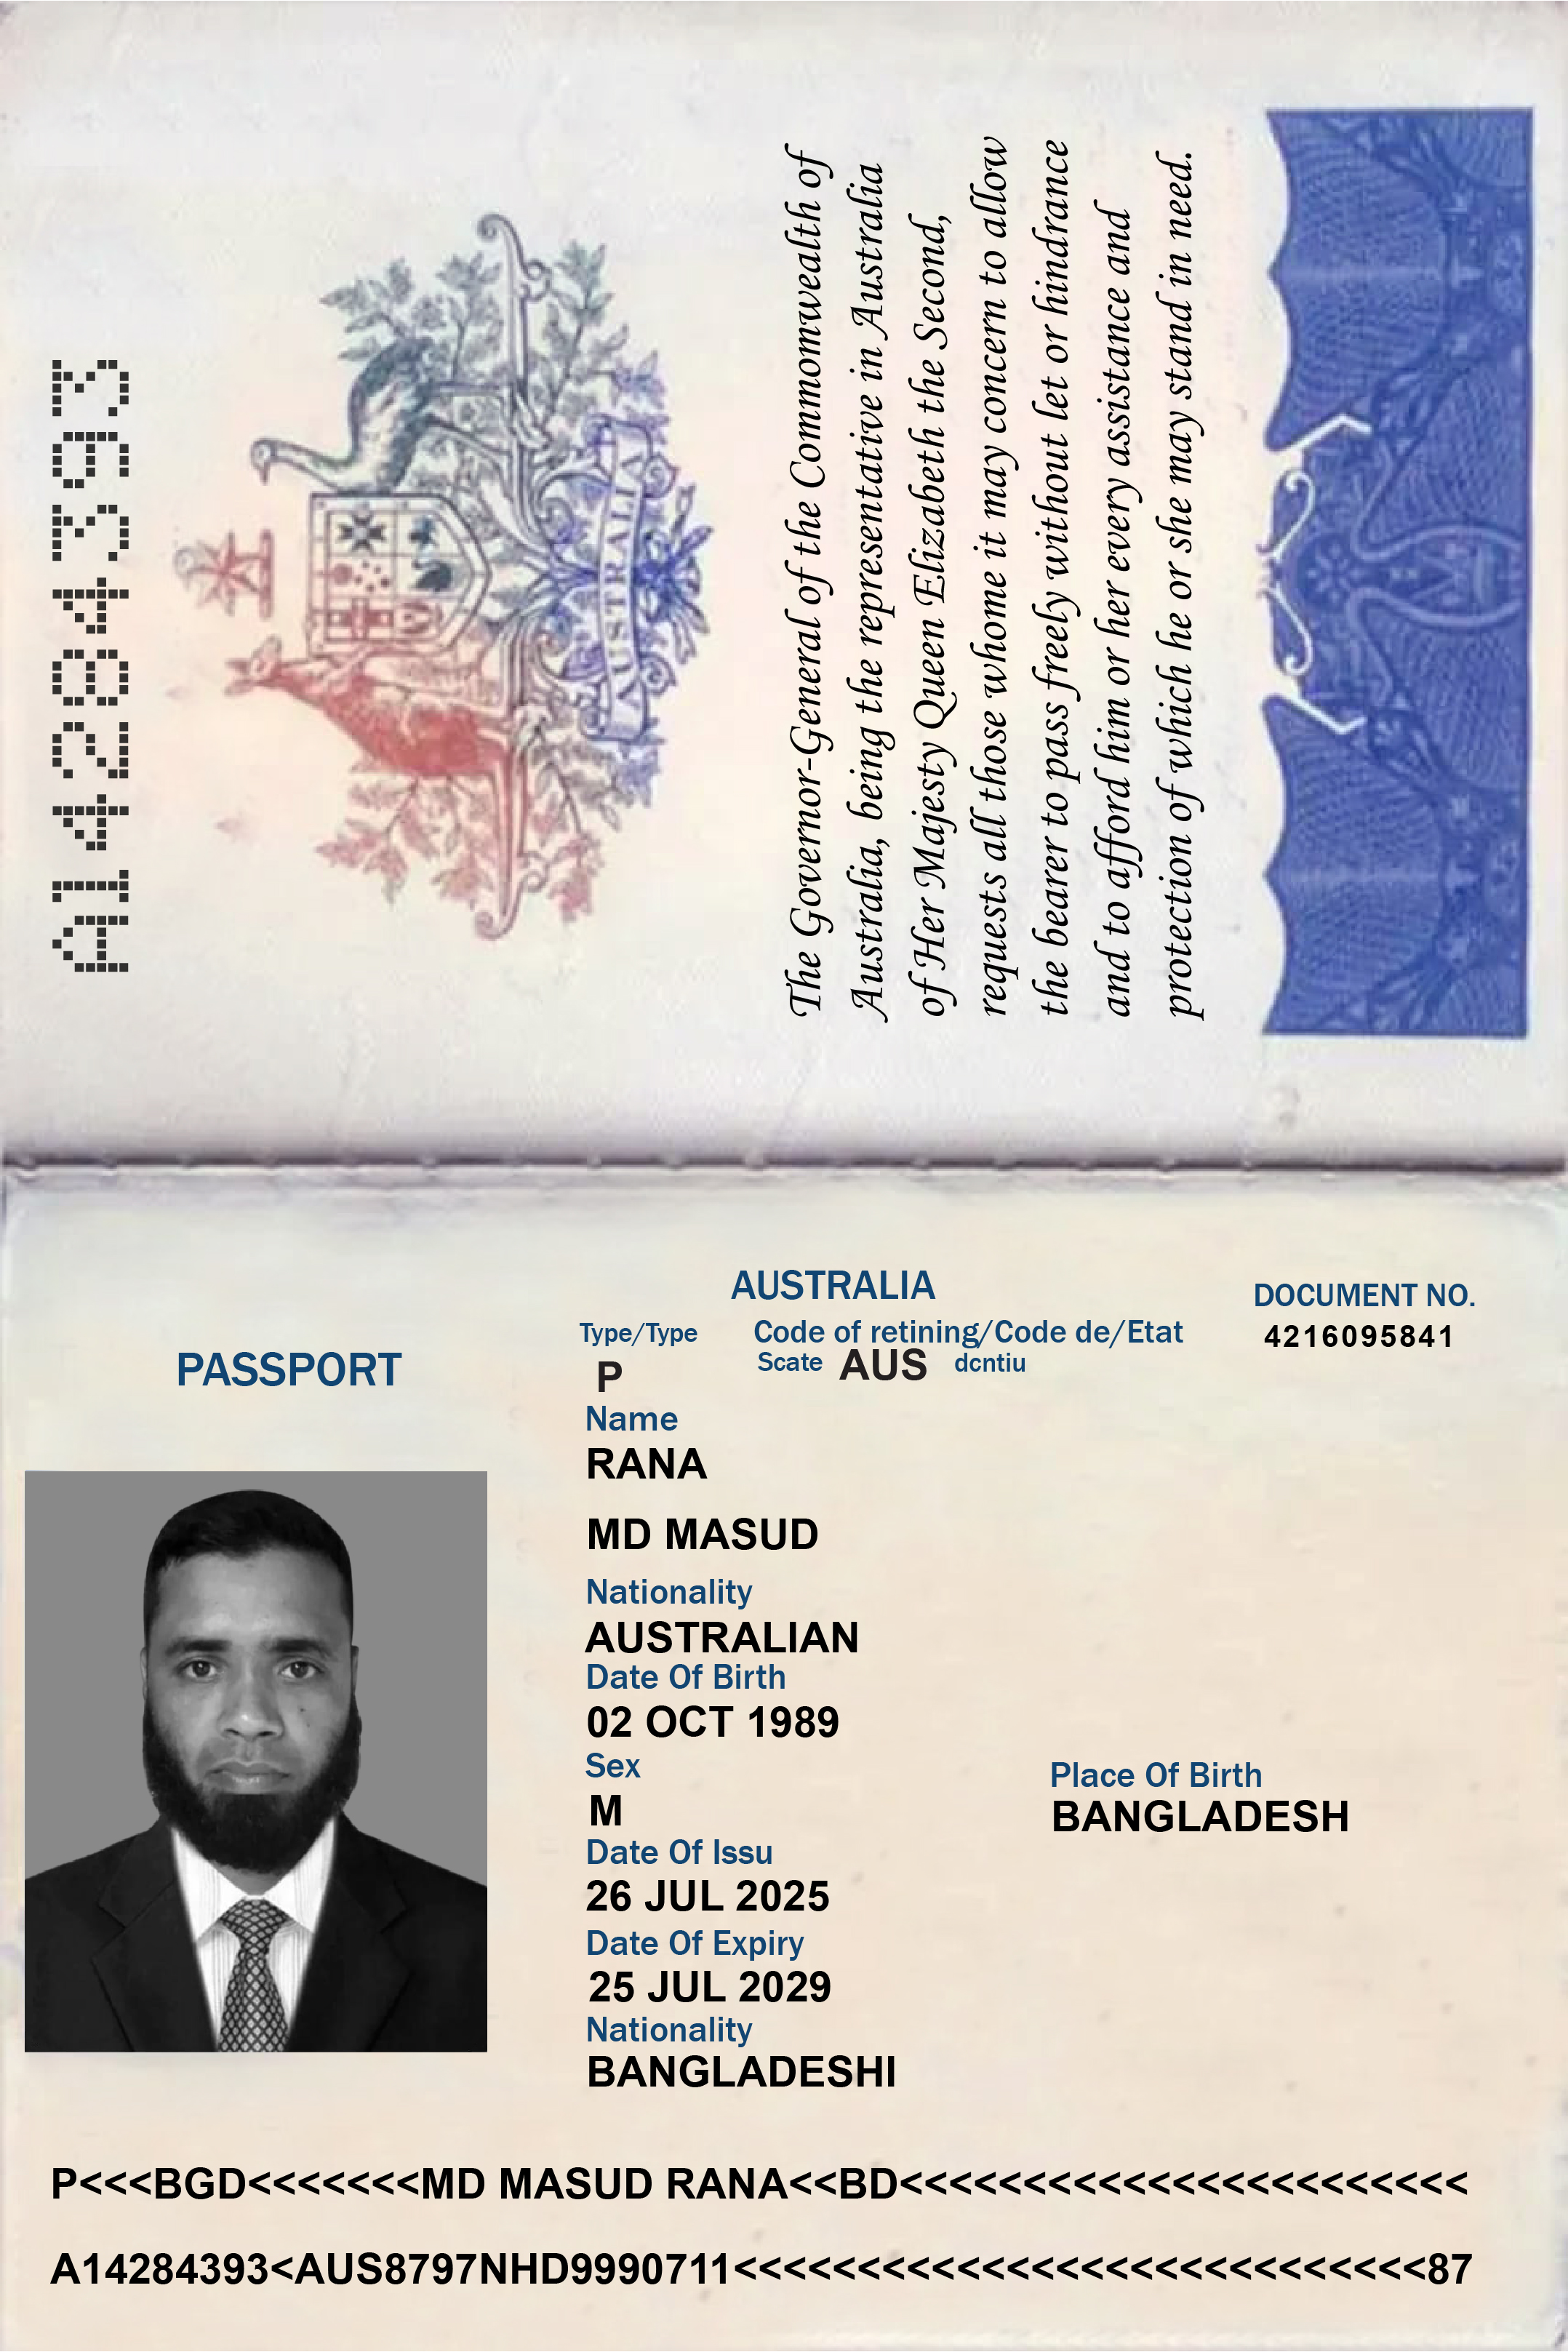 A14284393
AUSTRALIA
The Governor-General of the Commonwealth of
Australia, being the representative in Australia
of Her Majesty Queen Elizabeth the Second,
requests all those whome it may concern to allow
the bearer to pass freely without let or hindrance
and to afford him or her every assistance and
protection of which he or she may stand in need.
AUSTRALIA
DOCUMENT NO.
Type/Type Code of retining/Code de/Etat
4216095841
PASSPORT
P Scate AUS dcntiu
Name
RANA
MD MASUD
Nationality
AUSTRALIAN
Date Of Birth
02 OCT 1989
Sex
M
Place Of Birth
BANGLADESH
Date Of Issu
26 JUL 2025
Date Of Expiry
25 JUL 2029
Nationality
BANGLADESHI
P<<<BGD<<<<<<<MD MASUD RANA<<BD<<<<<<<<<<<<<<<<<<<<<<<
A14284393<AUS8797NHD9990711<<<<<<<<<<<<<<<<<<<<<<<<<<<<87